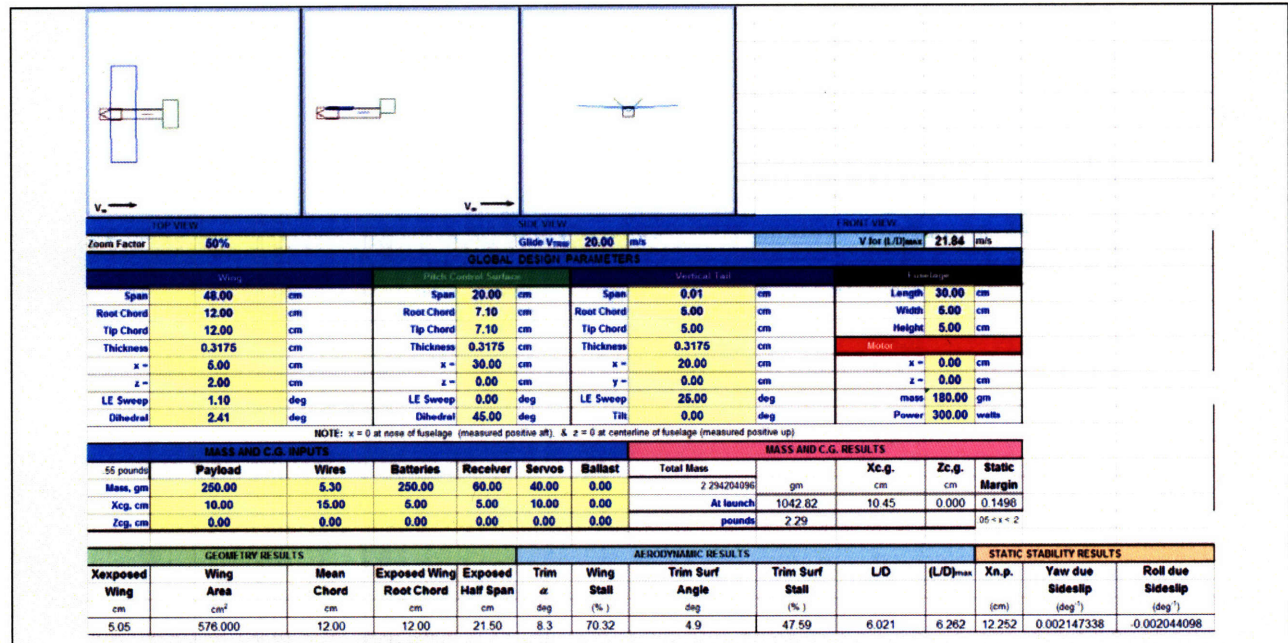 V∞ V∞
TOP VIEW SIDE VIEW FRONT VIEW
Zoom Factor 50% Glide VTRIM 20.00 m/s V for (L/D)MAX 21.84 m/s
GLOBAL DESIGN PARAMETERS
Wing Pitch Control Surface Vertical Tail Fuselage
Span 48.00 cm Span 20.00 cm Span 0.01 cm Length 30.00 cm
Root Chord 12.00 cm Root Chord 7.10 cm Root Chord 5.00 cm Width 5.00 cm
Tip Chord 12.00 cm Tip Chord 7.10 cm Tip Chord 5.00 cm Height 5.00 cm
Thickness 0.3175 cm Thickness 0.3175 cm Thickness 0.3175 cm Motor
x = 5.00 cm x = 30.00 cm x = 20.00 cm x = 0.00 cm
z = 2.00 cm z = 0.00 cm y = 0.00 cm z = 0.00 cm
LE Sweep 1.10 deg LE Sweep 0.00 deg LE Sweep 25.00 deg mass 180.00 gm
Dihedral 2.41 deg Dihedral 45.00 deg Tilt 0.00 deg Power 300.00 watts
NOTE: x = 0 at nose of fuselage (measured positive aft), & z = 0 at centerline of fuselage (measured positive up)
MASS AND C.G. INPUTS MASS AND C.G. RESULTS
.55 pounds Payload Wires Batteries Receiver Servos Ballast Total Mass Xc.g. Zc.g. Static
Mass, gm 250.00 5.30 250.00 60.00 40.00 0.00 2.294204096 gm cm cm Margin
Xcg, cm 10.00 15.00 5.00 5.00 10.00 0.00 At launch 1042.82 10.45 0.000 0.1498
Zcg, cm 0.00 0.00 0.00 0.00 0.00 0.00 pounds 2.29 .05 < x < .2
GEOMETRY RESULTS AERODYNAMIC RESULTS STATIC STABILITY RESULTS
Xexposed Wing Mean Exposed Wing Exposed Trim Wing Trim Surf Trim Surf L/D (L/D)max Xn.p. Yaw due Roll due
Wing Area Chord Root Chord Half Span α Stall Angle Stall Sideslip Sideslip
cm cm² cm cm cm deg (%) deg (%) (cm) (deg⁻¹) (deg⁻¹)
5.05 576.000 12.00 12.00 21.50 8.3 70.32 4.9 47.59 6.021 6.262 12.252 0.002147338 -0.002044098